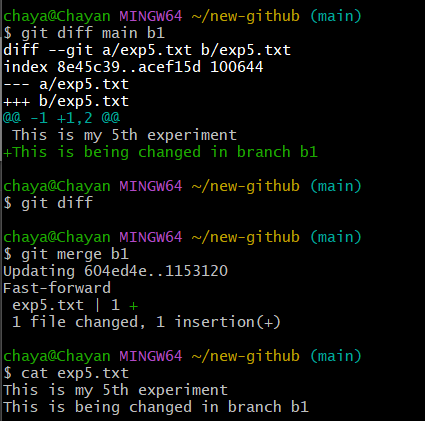 chaya@Chayan MINGW64 ~/new-github (main)
$ git diff main b1
diff --git a/exp5.txt b/exp5.txt
index 8e45c39..acef15d 100644
--- a/exp5.txt
+++ b/exp5.txt
@@ -1 +1,2 @@
 This is my 5th experiment
+This is being changed in branch b1

chaya@Chayan MINGW64 ~/new-github (main)
$ git diff

chaya@Chayan MINGW64 ~/new-github (main)
$ git merge b1
Updating 604ed4e..1153120
Fast-forward
 exp5.txt | 1 +
 1 file changed, 1 insertion(+)

chaya@Chayan MINGW64 ~/new-github (main)
$ cat exp5.txt
This is my 5th experiment
This is being changed in branch b1